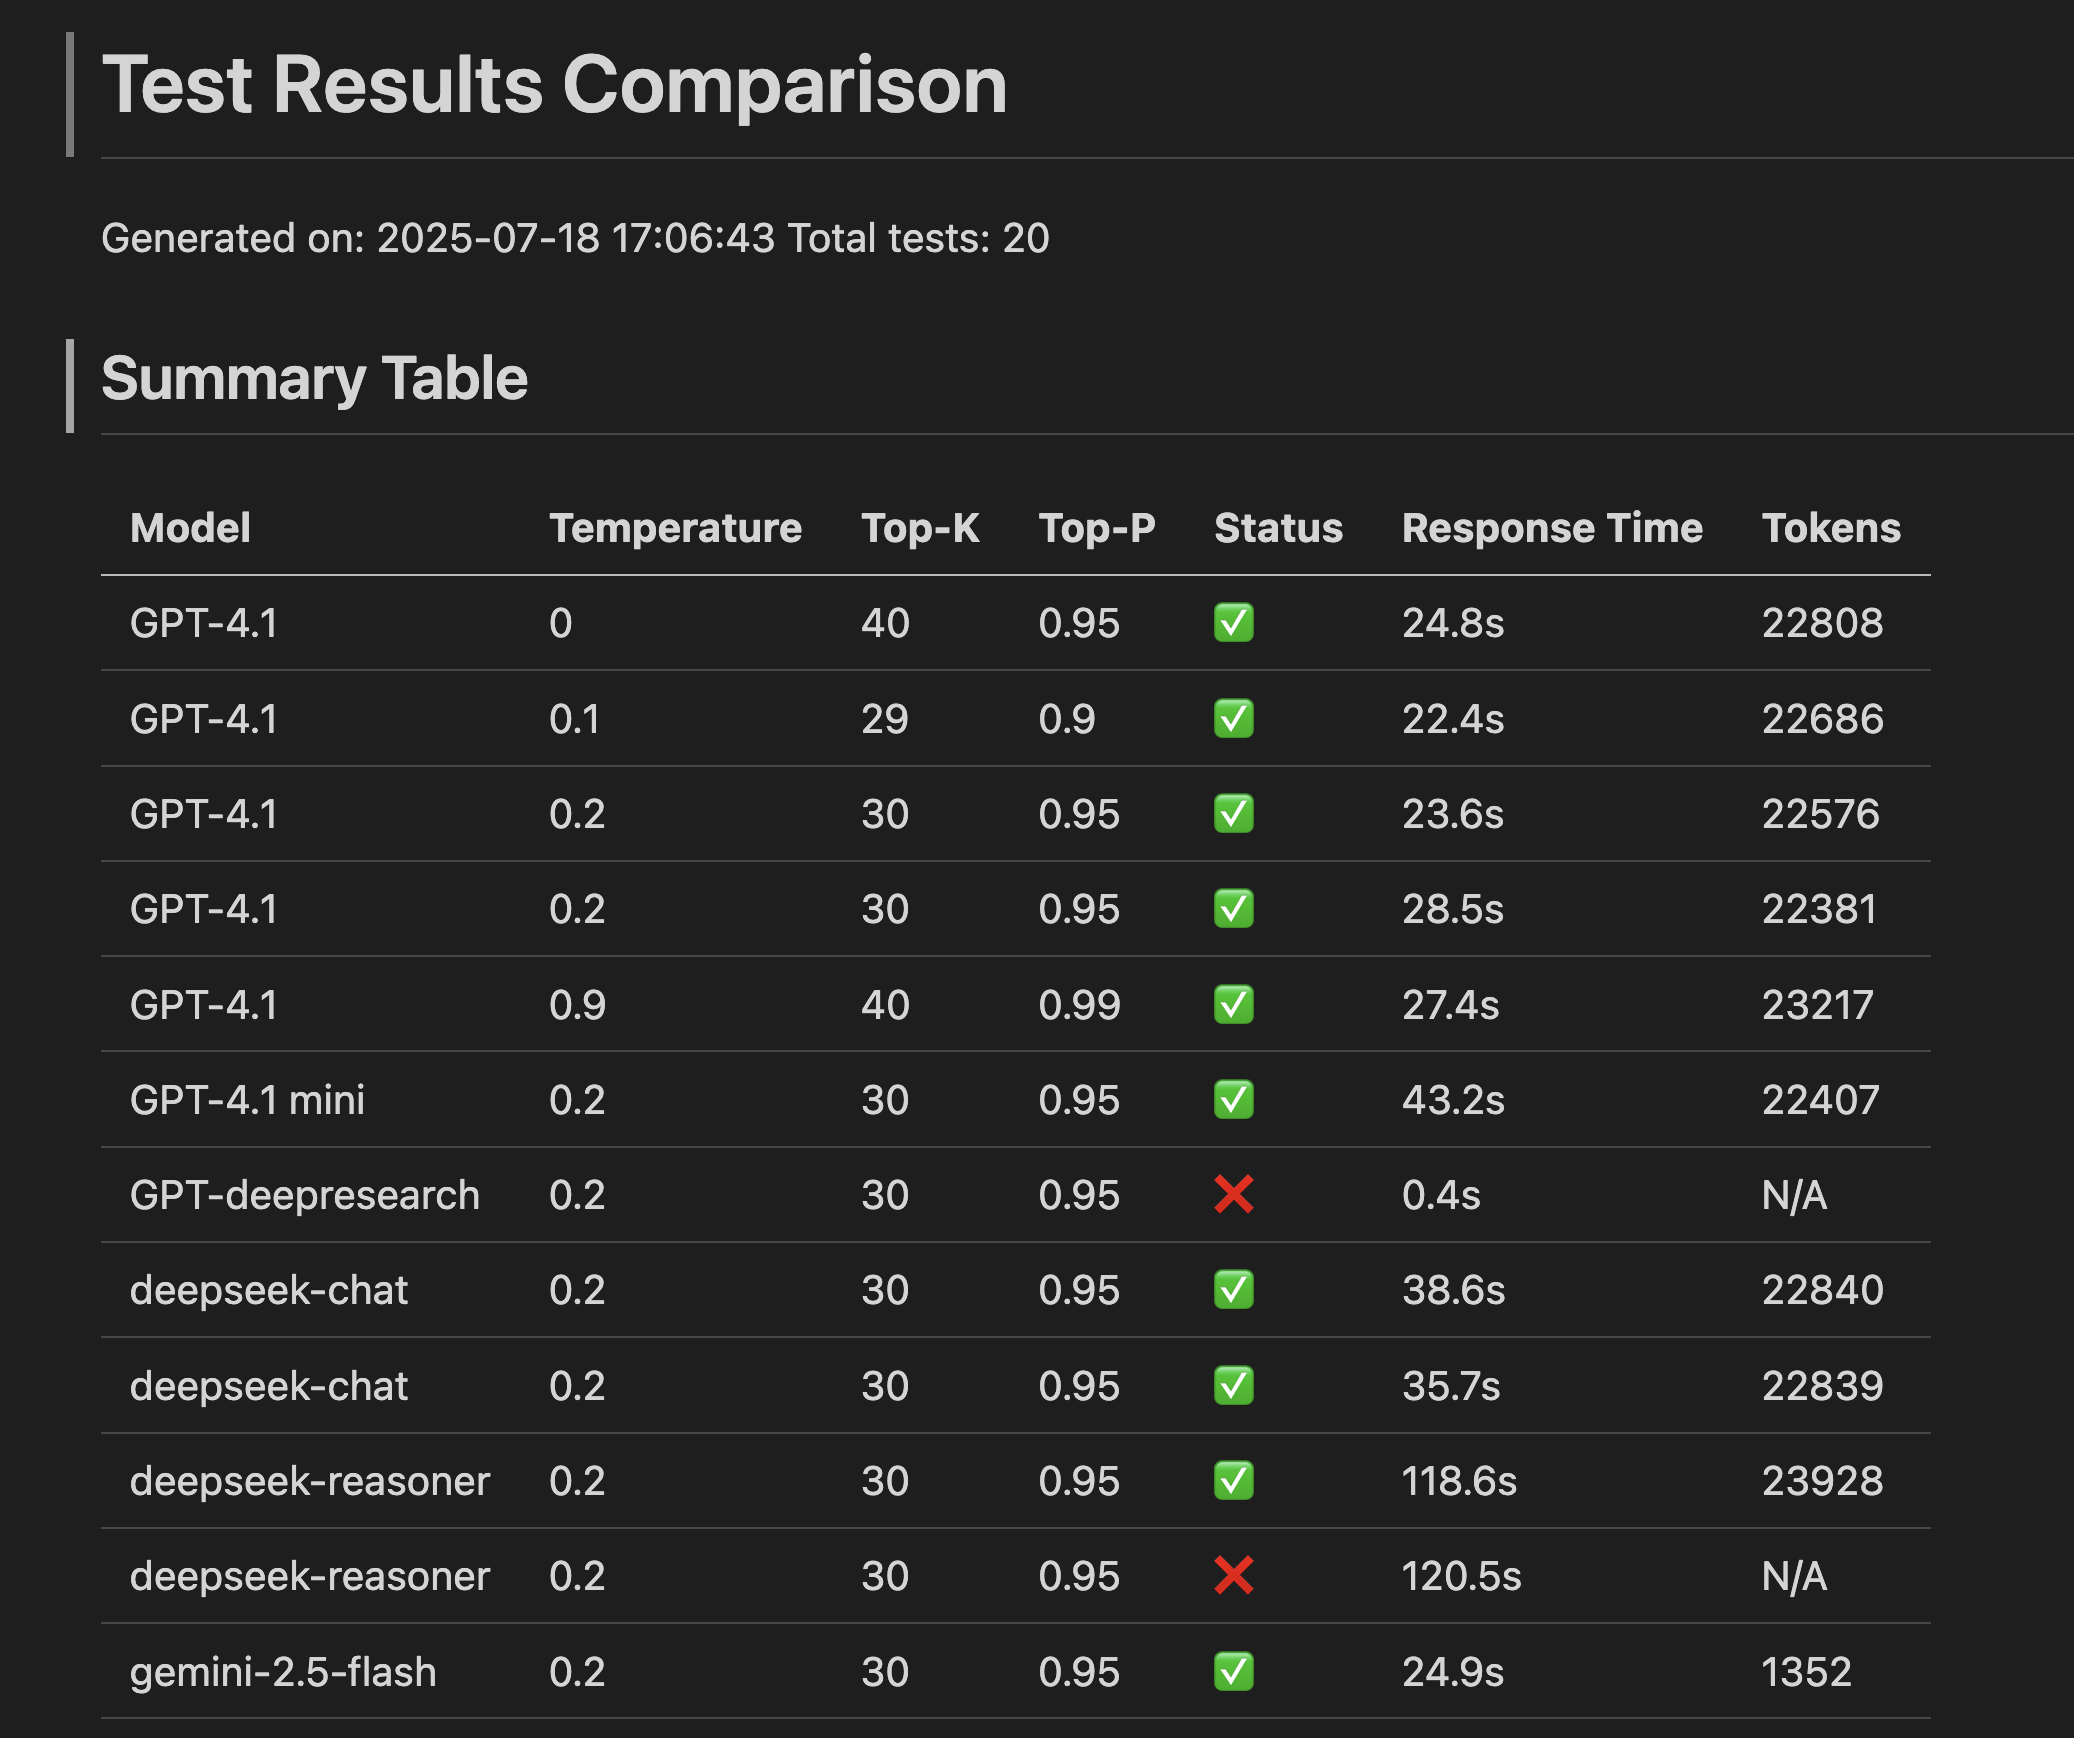 Test Results Comparison
Generated on: 2025-07-18 17:06:43 Total tests: 20
Summary Table
Model Temperature Top-K Top-P Status Response Time Tokens
GPT-4.1 0 40 0.95 ✅ 24.8s 22808
GPT-4.1 0.1 29 0.9 ✅ 22.4s 22686
GPT-4.1 0.2 30 0.95 ✅ 23.6s 22576
GPT-4.1 0.2 30 0.95 ✅ 28.5s 22381
GPT-4.1 0.9 40 0.99 ✅ 27.4s 23217
GPT-4.1 mini 0.2 30 0.95 ✅ 43.2s 22407
GPT-deepresearch 0.2 30 0.95 ❌ 0.4s N/A
deepseek-chat 0.2 30 0.95 ✅ 38.6s 22840
deepseek-chat 0.2 30 0.95 ✅ 35.7s 22839
deepseek-reasoner 0.2 30 0.95 ✅ 118.6s 23928
deepseek-reasoner 0.2 30 0.95 ❌ 120.5s N/A
gemini-2.5-flash 0.2 30 0.95 ✅ 24.9s 1352